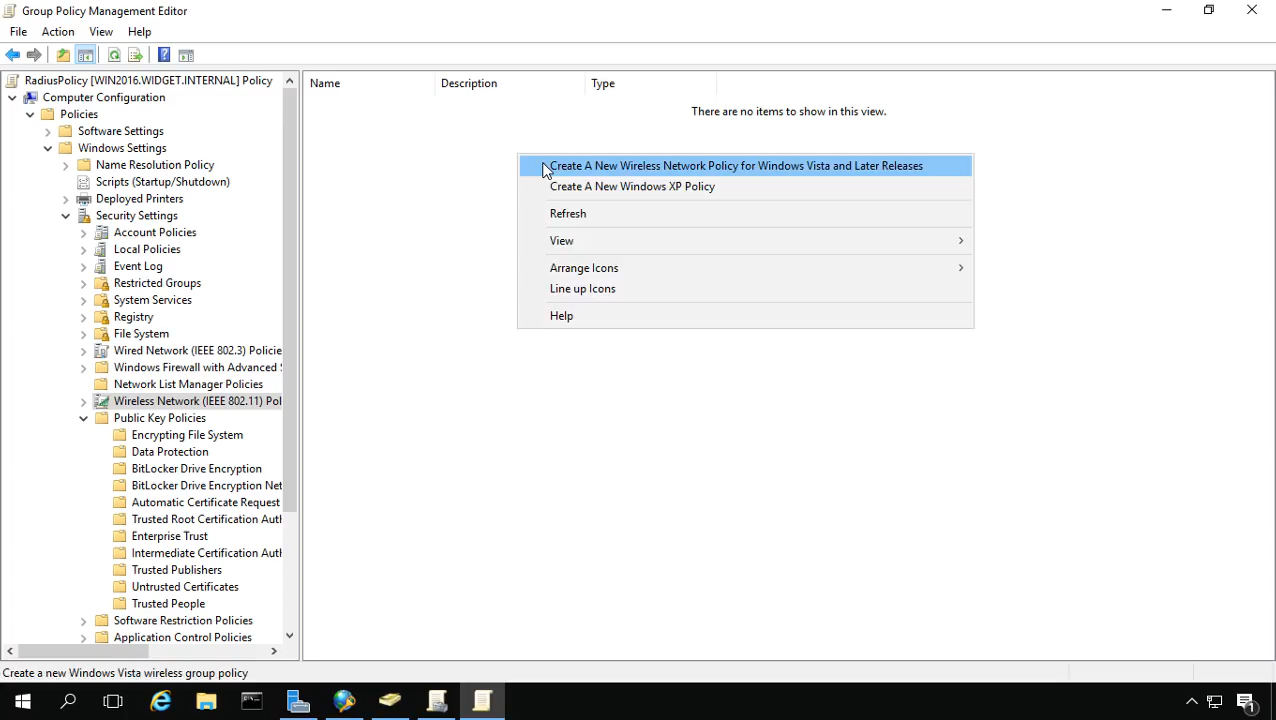 Group Policy Management Editor
File Action View Help
RadiusPolicy [WIN2016.WIDGET.INTERNAL] Policy
Computer Configuration
Policies
Software Settings
Windows Settings
Name Resolution Policy
Scripts (Startup/Shutdown)
Deployed Printers
Security Settings
Account Policies
Local Policies
Event Log
Restricted Groups
System Services
Registry
File System
Wired Network (IEEE 802.3) Policie
Windows Firewall with Advanced S
Network List Manager Policies
Wireless Network (IEEE 802.11) Pol
Public Key Policies
Encrypting File System
Data Protection
BitLocker Drive Encryption
BitLocker Drive Encryption Net
Automatic Certificate Request
Trusted Root Certification Auth
Enterprise Trust
Intermediate Certification Auth
Trusted Publishers
Untrusted Certificates
Trusted People
Software Restriction Policies
Application Control Policies
Name Description Type
There are no items to show in this view.
Create A New Wireless Network Policy for Windows Vista and Later Releases
Create A New Windows XP Policy
Refresh
View
Arrange Icons
Line up Icons
Help
Create a new Windows Vista wireless group policy
1